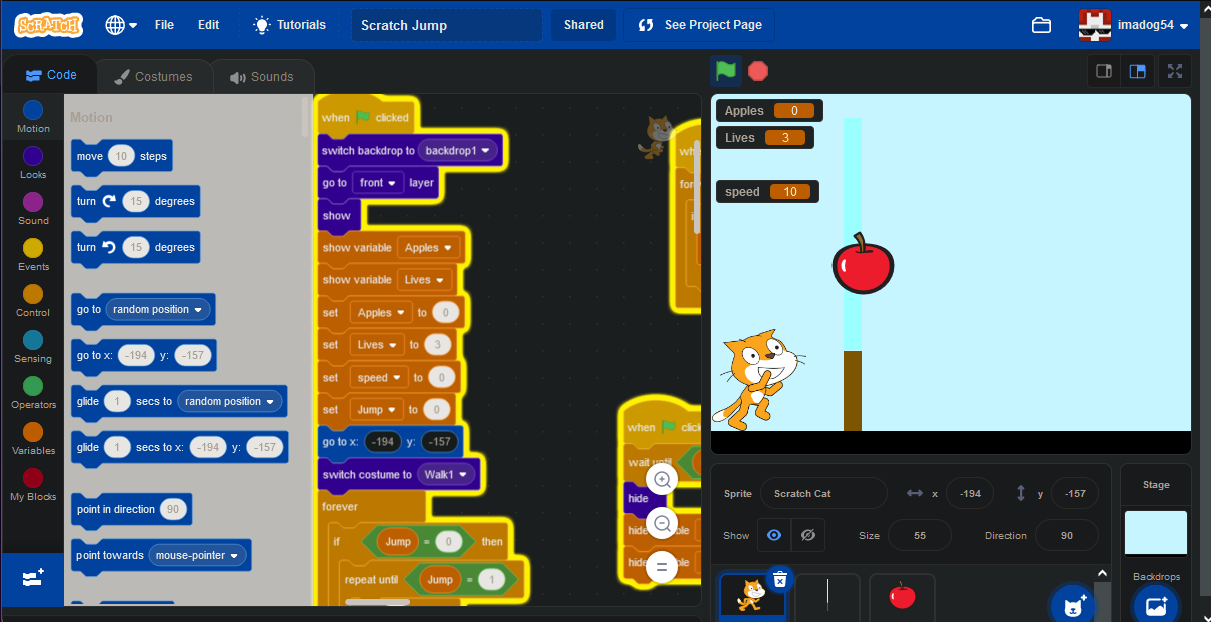 SCRATCH File Edit Tutorials Scratch Jump Shared See Project Page imadog54
Code Costumes Sounds
Motion
Looks
Sound
Events
Control
Sensing
Operators
Variables
My Blocks
Motion
move 10 steps
turn 15 degrees
turn 15 degrees
go to random position
go to x: -194 y: -157
glide 1 secs to random position
glide 1 secs to x: -194 y: -157
point in direction 90
point towards mouse-pointer
when clicked
switch backdrop to backdrop1
go to front layer
show
show variable Apples
show variable Lives
set Apples to 0
set Lives to 3
set speed to 0
set Jump to 0
go to x: -194 y: -157
switch costume to Walk1
forever
if Jump = 0 then
repeat until Jump = 1
when
wait until
hide
Apples 0
Lives 3
speed 10
Sprite Scratch Cat x -194 y -157
Show Size 55 Direction 90
Stage
Backdrops